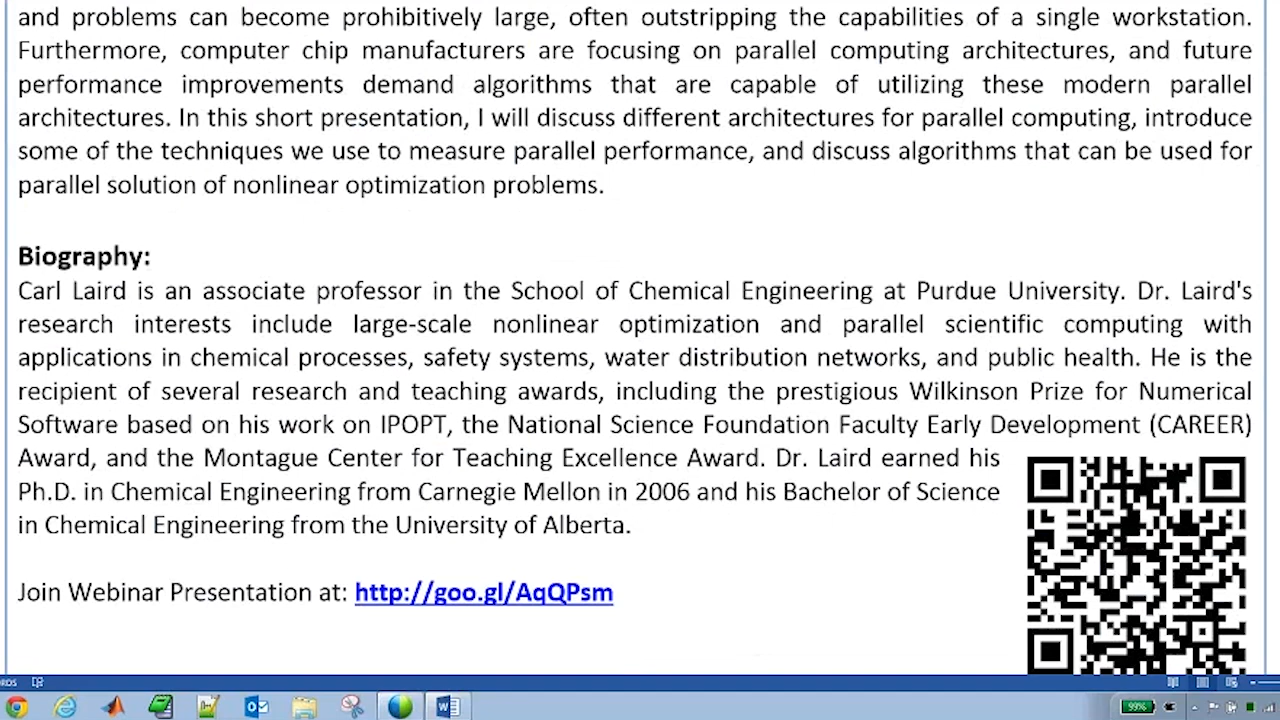 and problems can become prohibitively large, often outstripping the capabilities of a single workstation.
Furthermore, computer chip manufacturers are focusing on parallel computing architectures, and future
performance improvements demand algorithms that are capable of utilizing these modern parallel
architectures. In this short presentation, I will discuss different architectures for parallel computing, introduce
some of the techniques we use to measure parallel performance, and discuss algorithms that can be used for
parallel solution of nonlinear optimization problems.
Biography:
Carl Laird is an associate professor in the School of Chemical Engineering at Purdue University. Dr. Laird's
research interests include large-scale nonlinear optimization and parallel scientific computing with
applications in chemical processes, safety systems, water distribution networks, and public health. He is the
recipient of several research and teaching awards, including the prestigious Wilkinson Prize for Numerical
Software based on his work on IPOPT, the National Science Foundation Faculty Early Development (CAREER)
Award, and the Montague Center for Teaching Excellence Award. Dr. Laird earned his
Ph.D. in Chemical Engineering from Carnegie Mellon in 2006 and his Bachelor of Science
in Chemical Engineering from the University of Alberta.
Join Webinar Presentation at: http://goo.gl/AqQPsm
99%